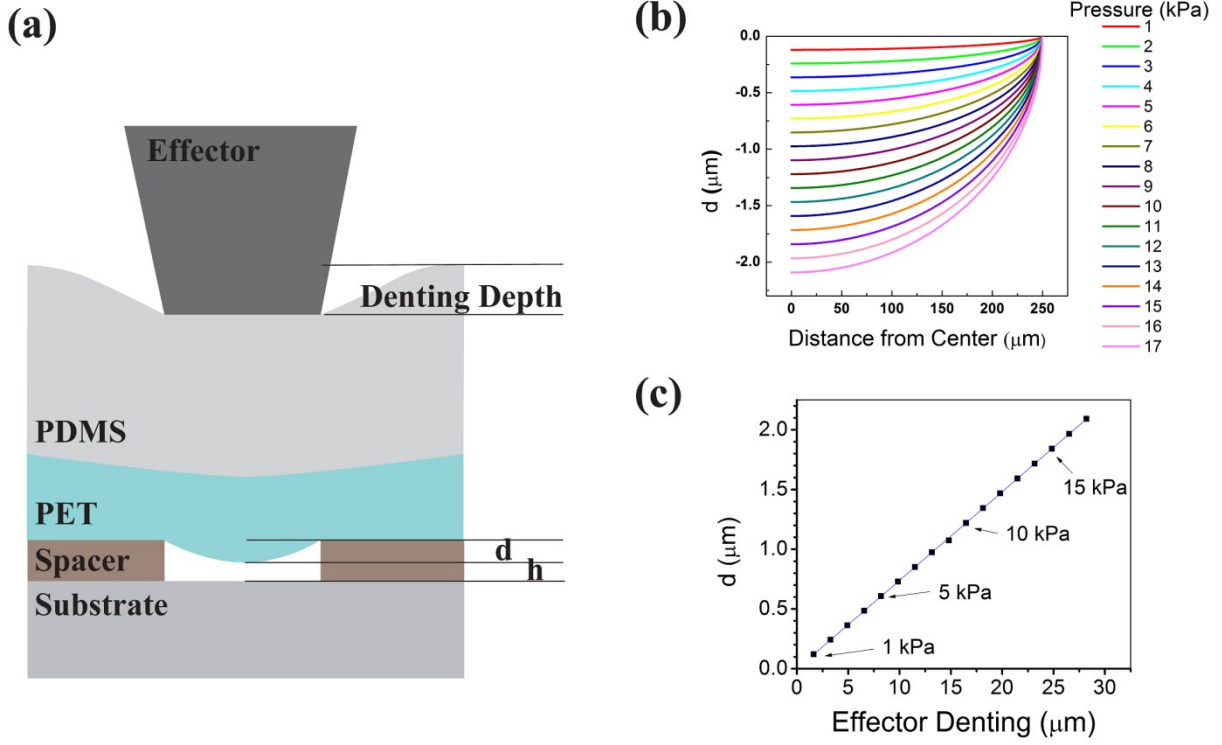 (a)
Effector
Denting Depth
PDMS
PET
Spacer
d
h
Substrate
(b)
Pressure (kPa)
1
2
3
4
5
6
7
8
9
10
11
12
13
14
15
16
17
0.0
-0.5
-1.0
-1.5
-2.0
d (μm)
0 50 100 150 200 250
Distance from Center (μm)
(c)
2.0
1.5
1.0
0.5
0.0
d (μm)
15 kPa
10 kPa
5 kPa
1 kPa
0 5 10 15 20 25 30
Effector Denting (μm)